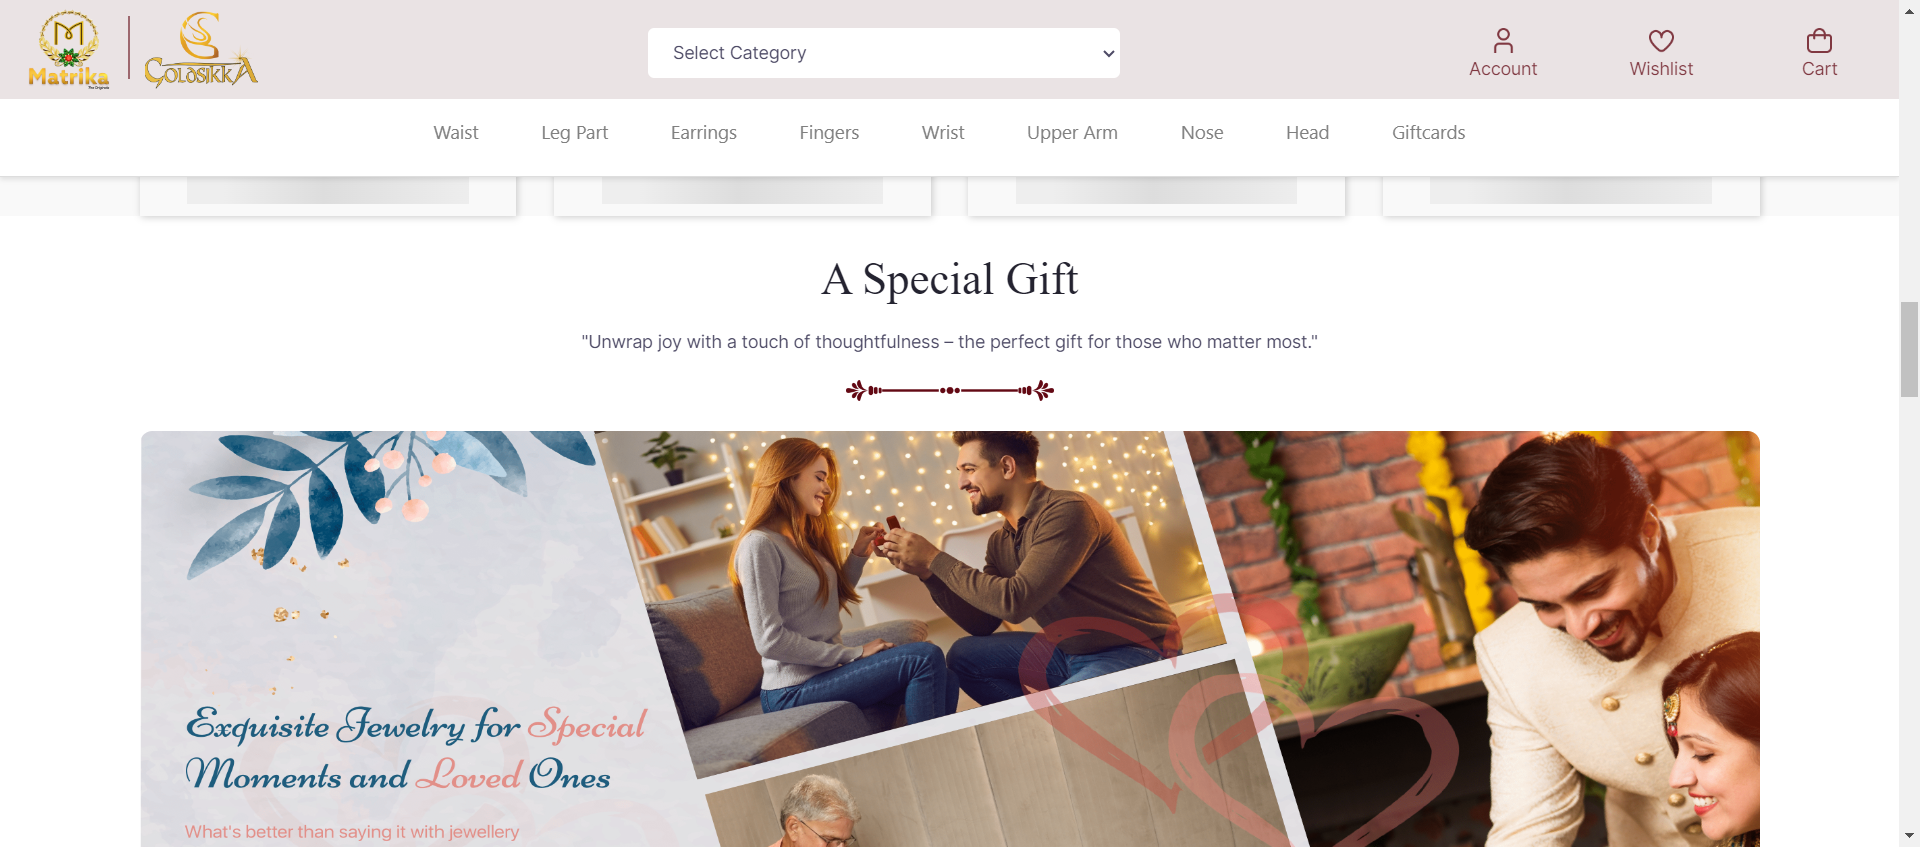 Matrika
GOLDSIKKA
Select Category
Account
Wishlist
Cart
Waist
Leg Part
Earrings
Fingers
Wrist
Upper Arm
Nose
Head
Giftcards
A Special Gift
"Unwrap joy with a touch of thoughtfulness – the perfect gift for those who matter most."
Exquisite Jewelry for Special
Moments and Loved Ones
What's better than saying it with jewellery